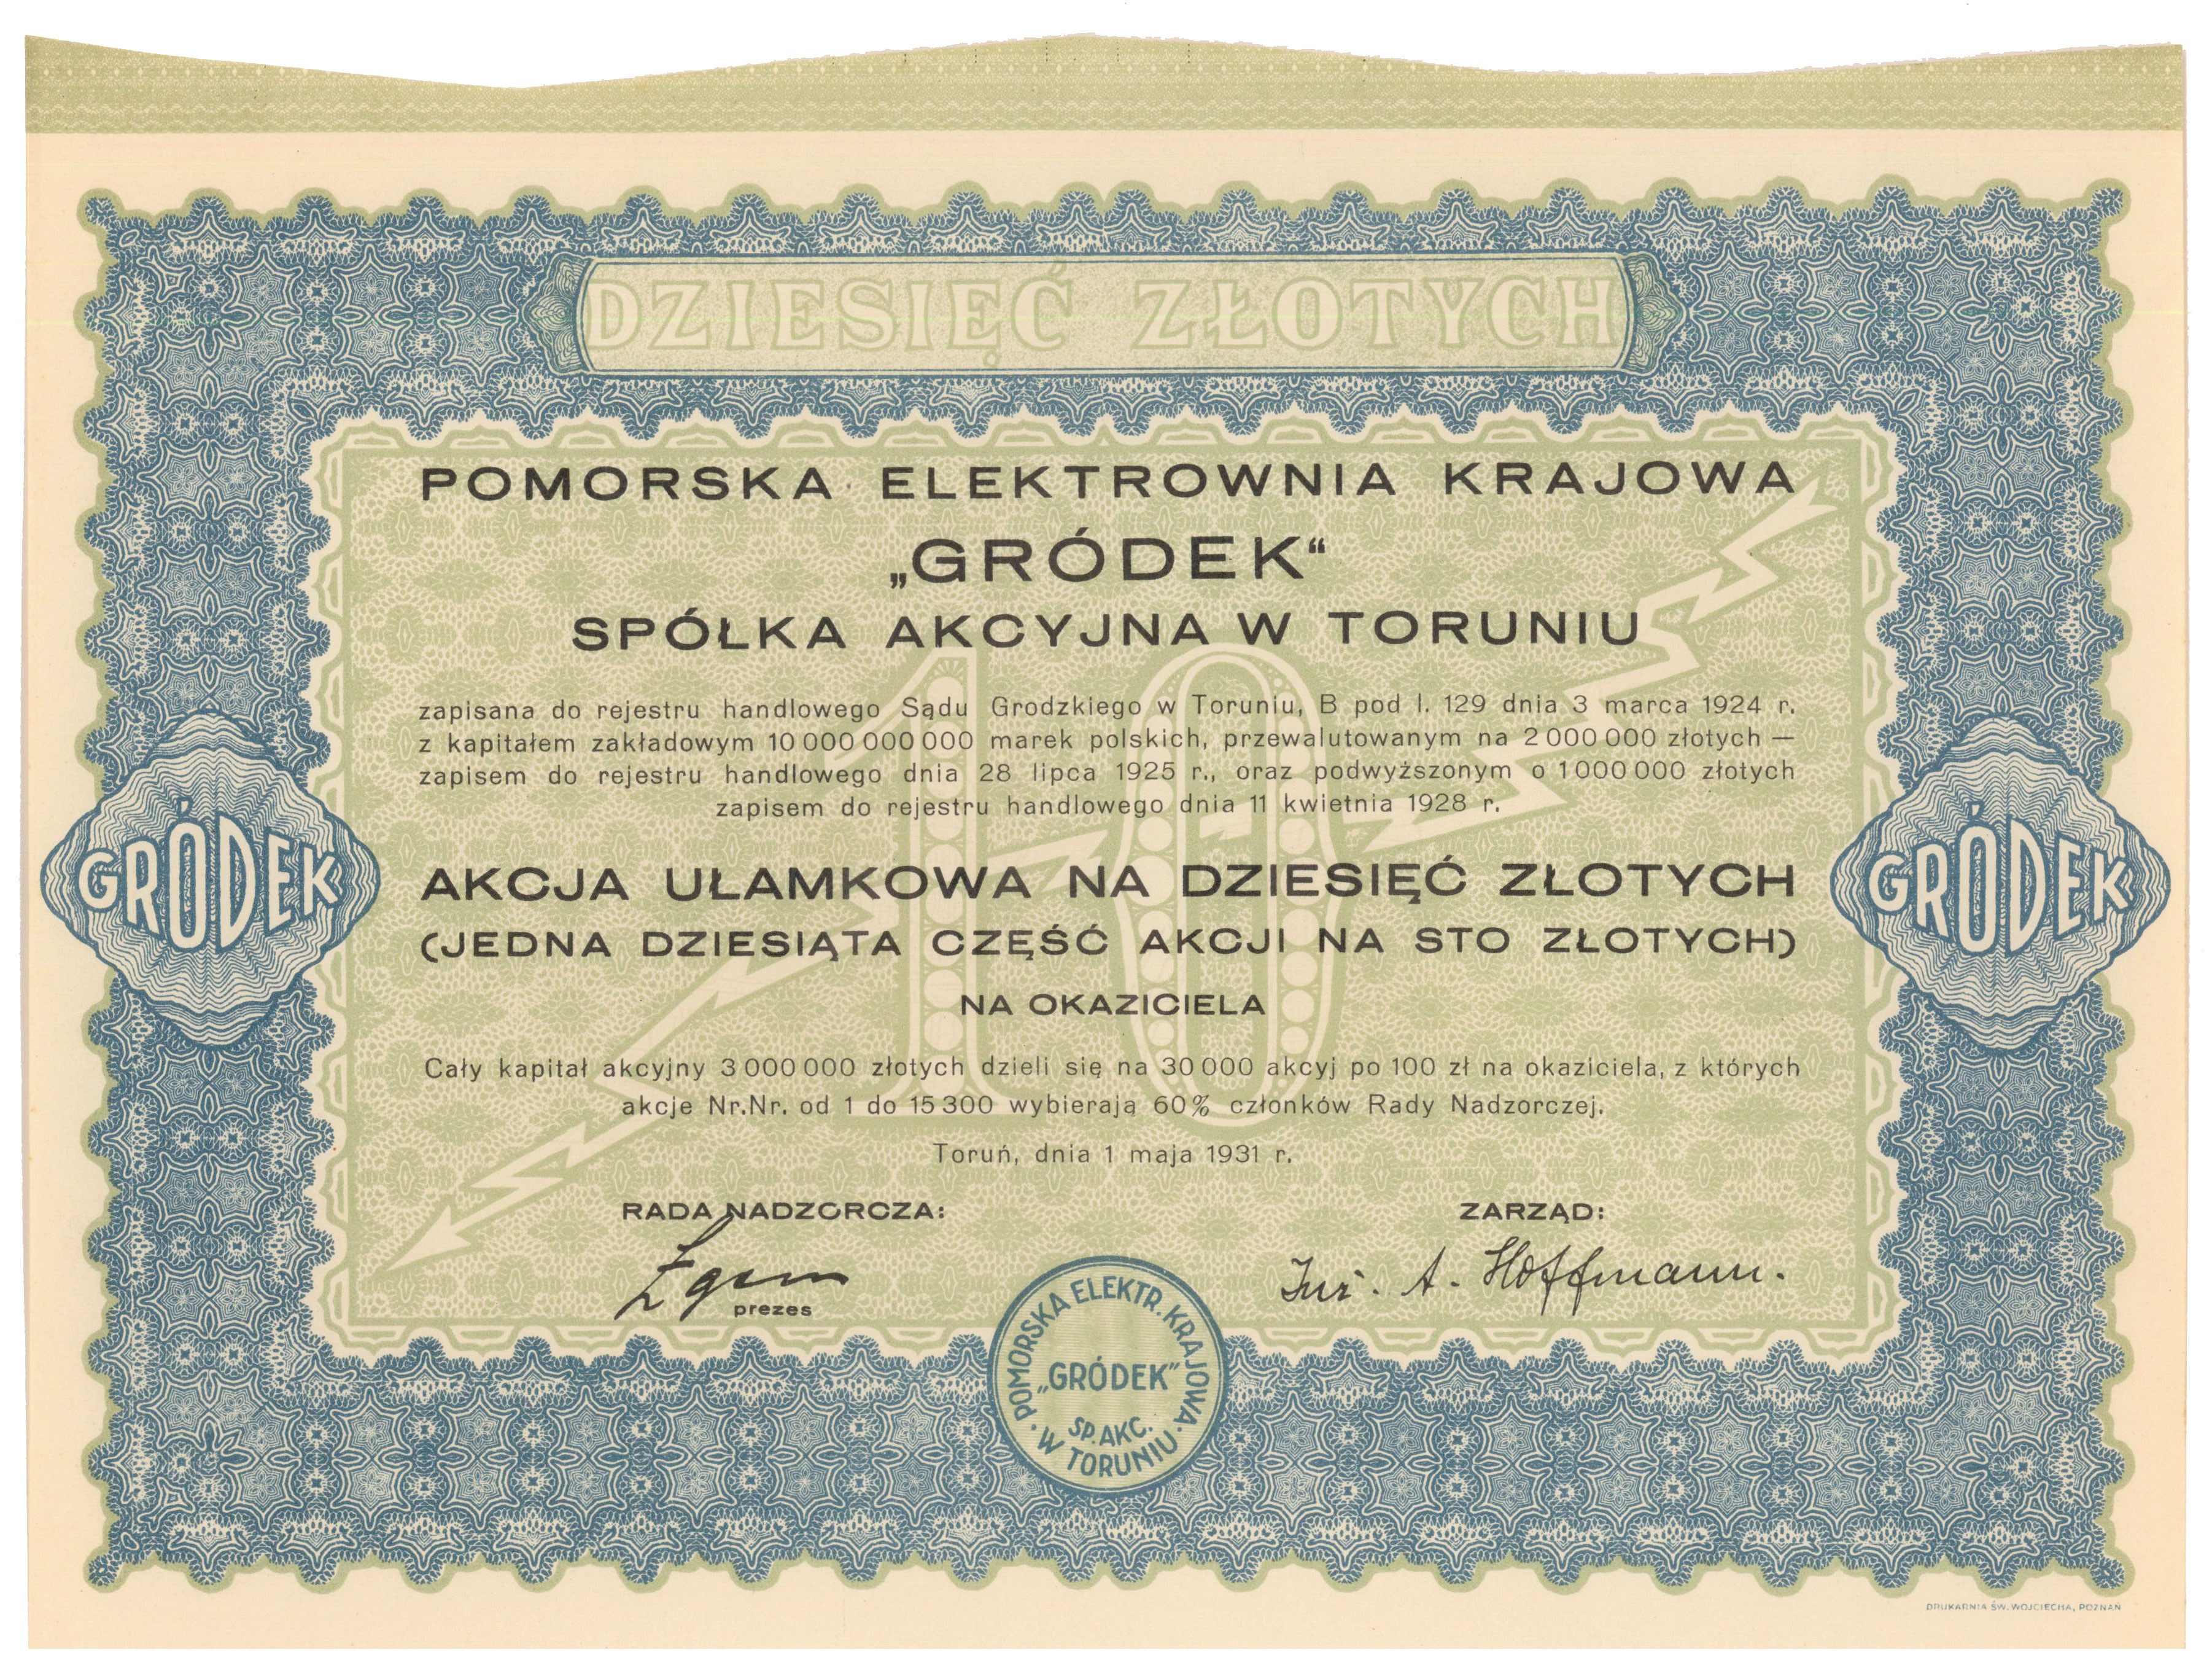 DZIESIĘĆ ZŁOTYCH
POMORSKA ELEKTROWNIA KRAJOWA
„GRÓDEK“
SPÓŁKA AKCYJNA W TORUNIU
zapisana do rejestru handlowego Sądu Grodzkiego w Toruniu, B pod l. 129 dnia 3 marca 1924 r.
z kapitałem zakładowym 10 000 000 000 marek polskich, przewalutowanym na 2 000 000 złotych —
zapisem do rejestru handlowego dnia 28 lipca 1925 r., oraz podwyższonym o 1 000 000 złotych
zapisem do rejestru handlowego dnia 11 kwietnia 1928 r.
10
GRÓDEK
GRÓDEK
AKCJA UŁAMKOWA NA DZIESIĘĆ ZŁOTYCH
(JEDNA DZIESIĄTA CZĘŚĆ AKCJI NA STO ZŁOTYCH)
NA OKAZICIELA
Cały kapitał akcyjny 3 000 000 złotych dzieli się na 30 000 akcyj po 100 zł na okaziciela, z których
akcje Nr.Nr. od 1 do 15 300 wybierają 60% członków Rady Nadzorczej.
Toruń, dnia 1 maja 1931 r.
RADA NADZORCZA:
prezes
ZARZĄD:
Inż. A. Hoffmann.
POMORSKA ELEKTR. KRAJOWA
„GRÓDEK”
SP. AKC.
W TORUNIU
DRUKARNIA ŚW. WOJCIECHA, POZNAŃ